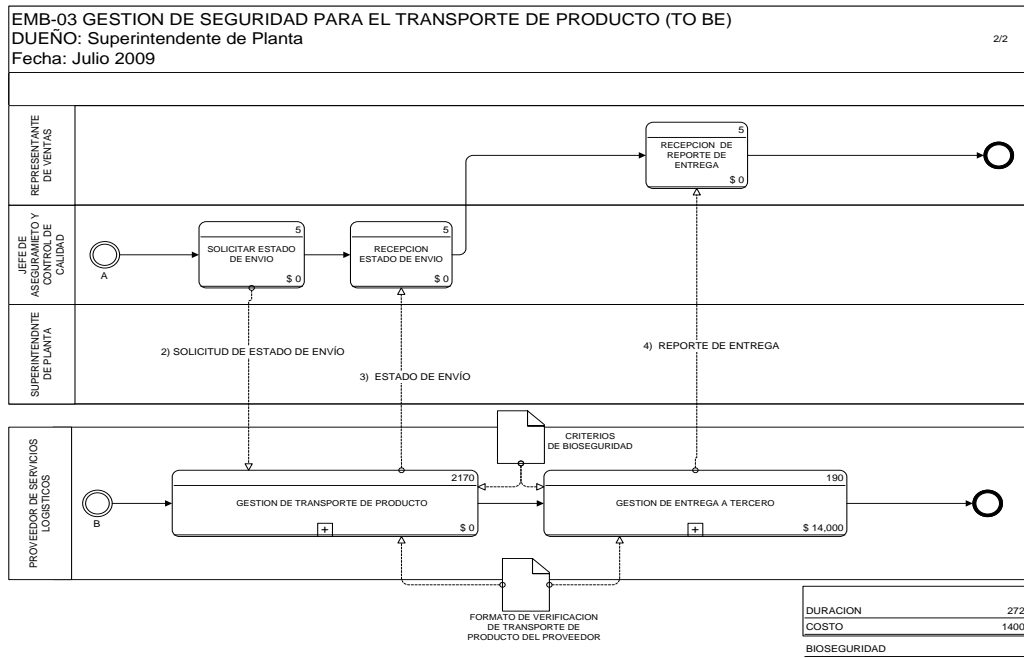 EMB-03 GESTION DE SEGURIDAD PARA EL TRANSPORTE DE PRODUCTO (TO BE)
DUEÑO: Superintendente de Planta
2/2
Fecha: Julio 2009
REPRESENTANTE
DE VENTAS
5
RECEPCION DE
REPORTE DE
ENTREGA
$ 0
JEFE DE
ASEGURAMIETO Y
CONTROL DE
CALIDAD
A
5
SOLICITAR ESTADO
DE ENVIO
$ 0
5
RECEPCION
ESTADO DE ENVIO
$ 0
SUPERINTENDNTE
DE PLANTA
2) SOLICITUD DE ESTADO DE ENVÍO
3) ESTADO DE ENVÍO
4) REPORTE DE ENTREGA
PROVEEDOR DE SERVICIOS
LOGISTICOS
B
CRITERIOS
DE BIOSEGURIDAD
2170
GESTION DE TRANSPORTE DE PRODUCTO
+
$ 0
190
GESTION DE ENTREGA A TERCERO
+
$ 14,000
FORMATO DE VERIFICACION
DE TRANSPORTE DE
PRODUCTO DEL PROVEEDOR
DURACION 272
COSTO 1400
BIOSEGURIDAD